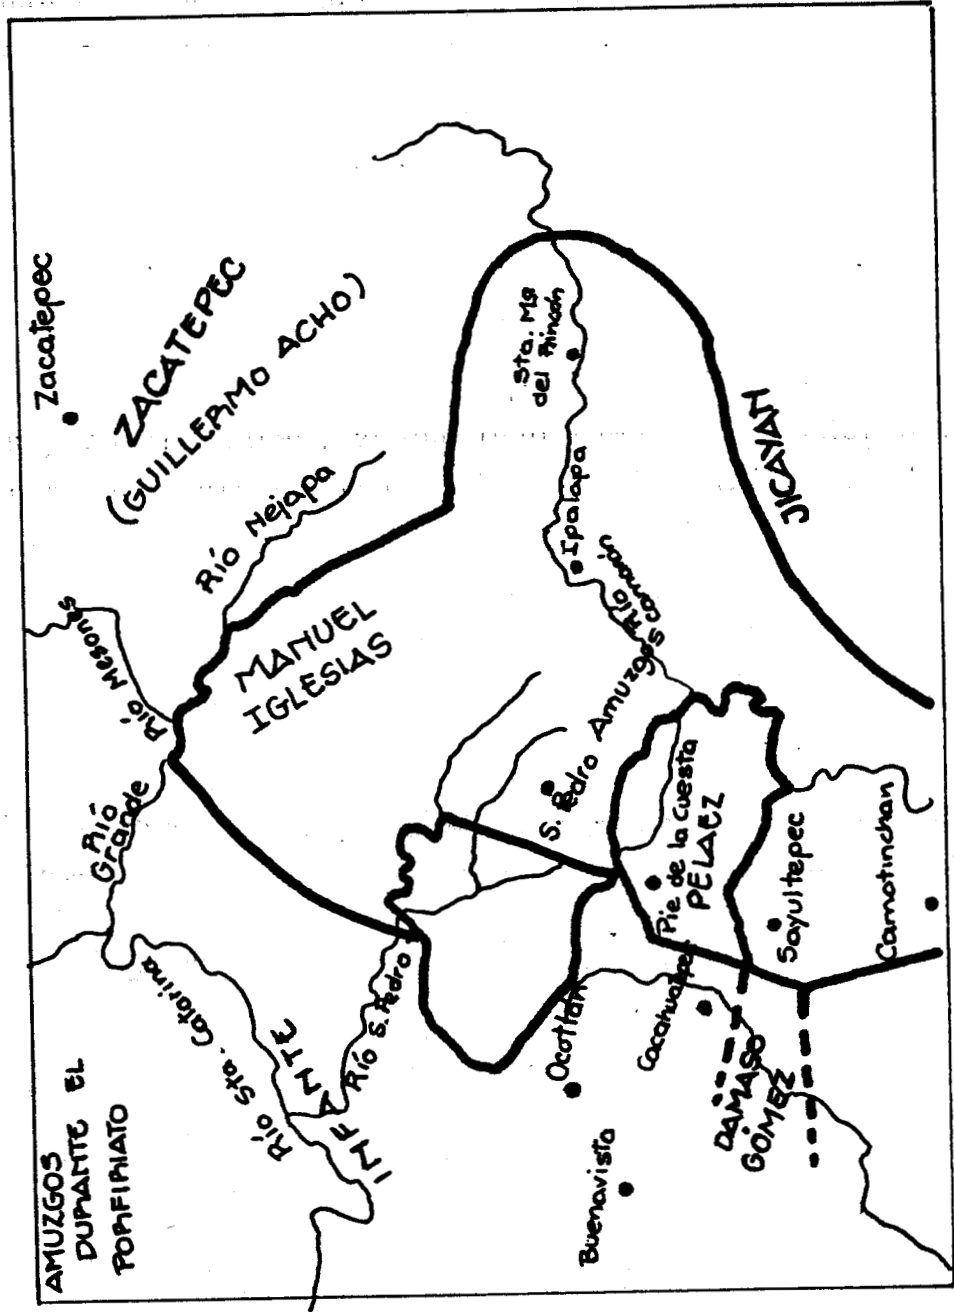 AMUZGOS
DURANTE EL
PORFIRIATO
Zacatepec
ZACATEPEC
(GUILLERMO ACHO)
Río Mesones
Río Nejapa
RÍO
Grande
Río Sta. Catarina
INFANTE
Río S. Pedro
MANUEL
IGLESIAS
Sta. Mª
del Rincón
Ipalapa
Río Camarón
S. Pedro Amuzgos
JICAYAN
Ocotlán
Cacahuatepec
Buenavista
Pie de la Cuesta
PELAEZ
DAMASO
GÓMEZ
Sayultepec
Camotinchan